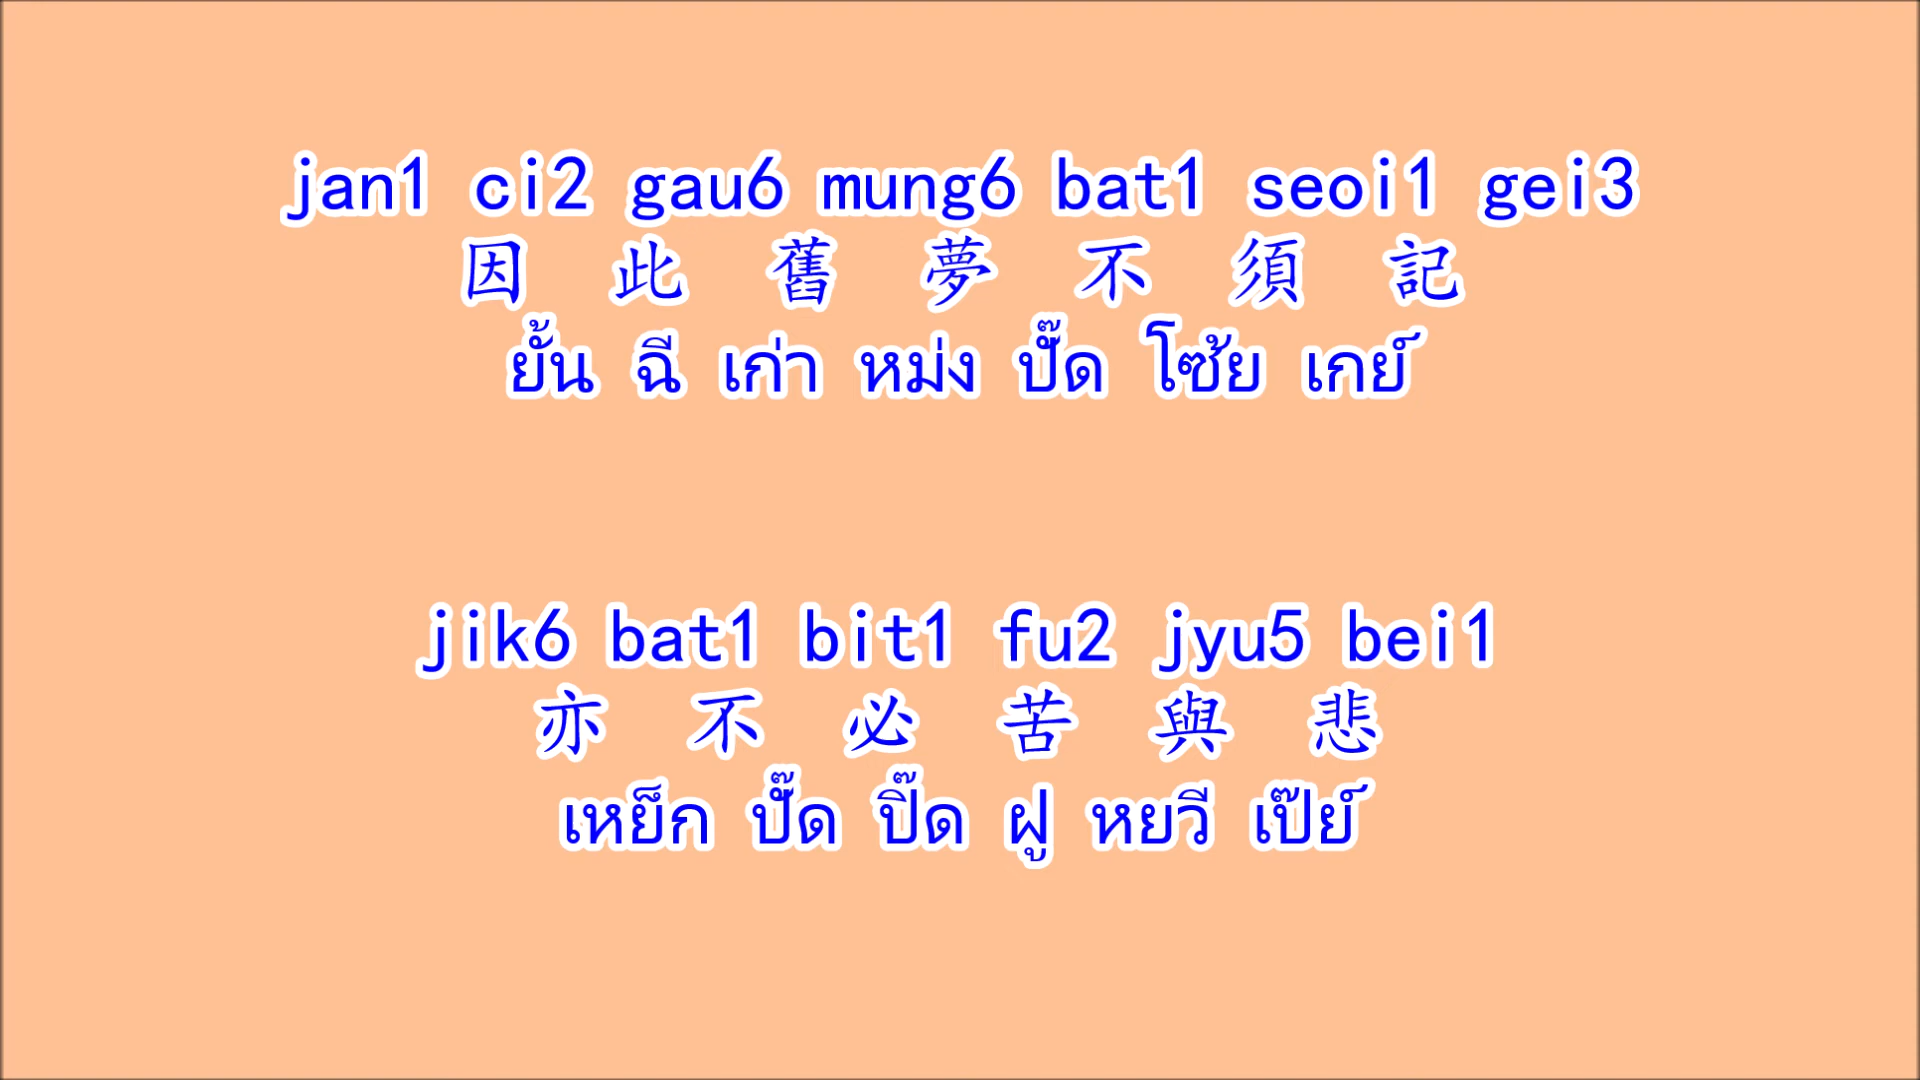 jan1 ci2 gau6 mung6 bat1 seoi1 gei3
因 此 舊 夢 不 須 記
ยั้น ฉี เก่า หม่ง ปั๊ด โซ้ย เกย์
jik6 bat1 bit1 fu2 jyu5 bei1
亦 不 必 苦 與 悲
เหย็ก ปั๊ด ปิ๊ด ฝู หยวี เป๊ย์